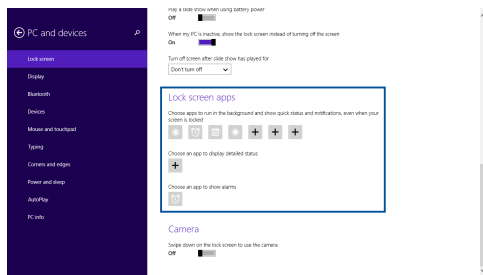 PC and devices
Lock screen
Display
Bluetooth
Devices
Mouse and touchpad
Typing
Corners and edges
Power and sleep
AutoPlay
PC info
Play a slide show when using battery power
Off
When my PC is inactive, show the lock screen instead of turning off the screen
On
Turn off screen after slide show has played for
Don't turn off
Lock screen apps
Choose apps to run in the background and show quick status and notifications, even when your
screen is locked
Choose an app to display detailed status
Choose an app to show alarms
Camera
Swipe down on the lock screen to use the camera
Off